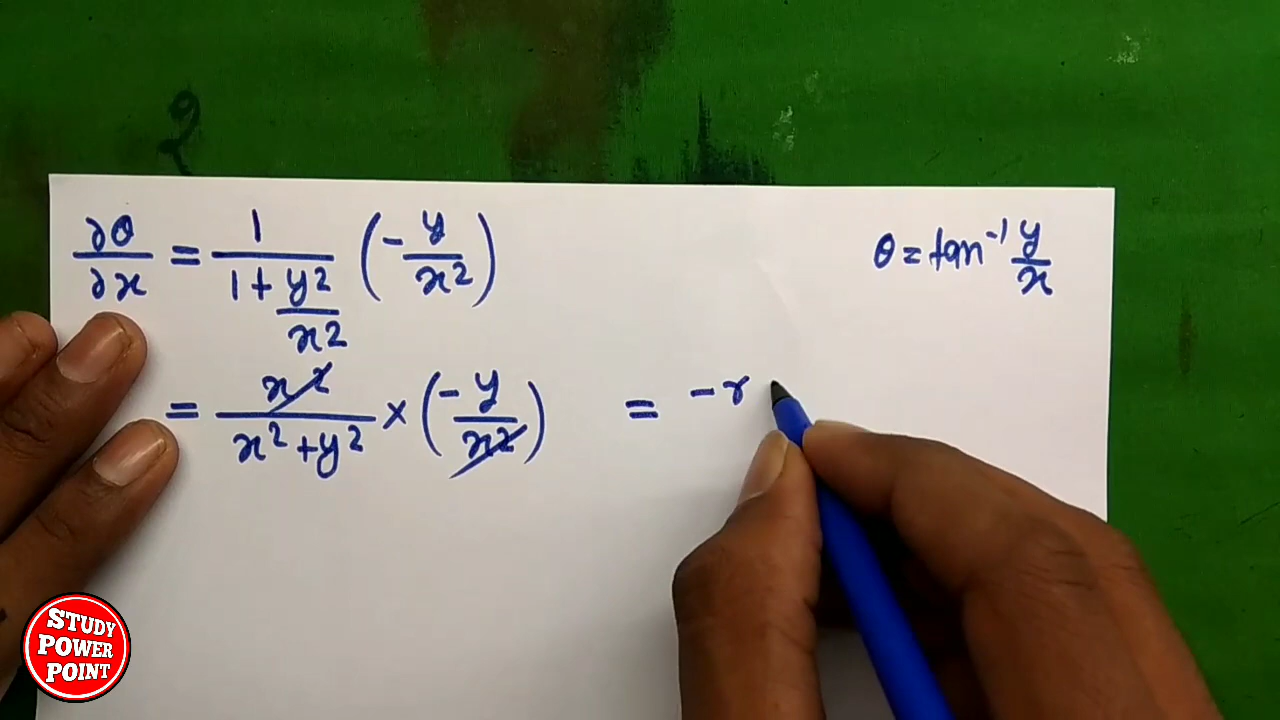 ∂θ/∂x = 1/(1 + y²/x²) (-y/x²)
θ = tan⁻¹ y/x
= x²/(x² + y²) × (-y/x²) = -r
STUDY
POWER
POINT